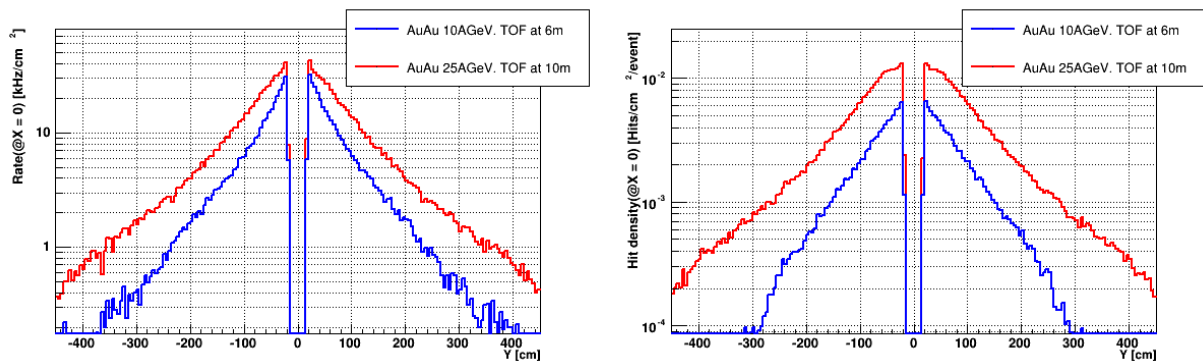 AuAu 10AGeV. TOF at 6m
AuAu 25AGeV. TOF at 10m
Rate(@X = 0) [kHz/cm 2]
10
1
-400 -300 -200 -100 0 100 200 300 400
Y [cm]
AuAu 10AGeV. TOF at 6m
AuAu 25AGeV. TOF at 10m
Hit density(@X = 0) [Hits/cm 2/event]
10-2
10-3
10-4
-400 -300 -200 -100 0 100 200 300 400
Y [cm]